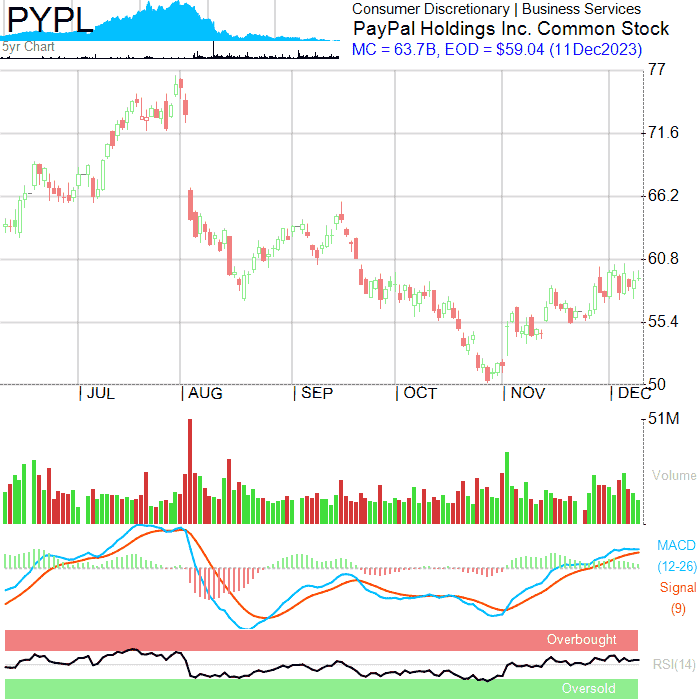 PYPL
5yr Chart
Consumer Discretionary | Business Services
PayPal Holdings Inc. Common Stock
MC = 63.7B, EOD = $59.04 (11Dec2023)
77
71.6
66.2
60.8
55.4
50
| JUL | AUG | SEP | OCT | NOV | DEC
51M
Volume
MACD
(12-26)
Signal
(9)
Overbought
RSI(14)
Oversold